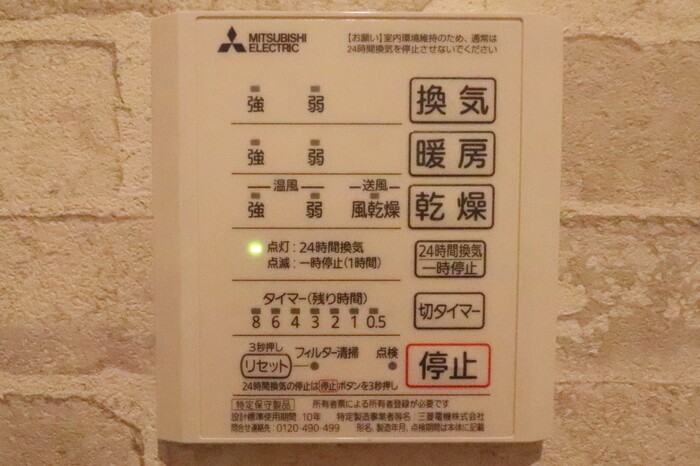 MITSUBISHI
ELECTRIC
【お願い】室内環境維持のため、通常は
24時間換気を停止させないでください
強 弱 換気
強 弱 暖房
温風 送風
強 弱 風乾燥 乾燥
点灯：24時間換気
点滅：一時停止(1時間)
24時間換気
一時停止
タイマー(残り時間)
8 6 4 3 2 1 0.5
切タイマー
3秒押し
リセット フィルター清掃 点検 停止
24時間換気の停止は停止ボタンを3秒押し
特定保守製品 所有者票による所有者登録が必要です
設計標準使用期間 10年 特定製造事業者等名：三菱電機株式会社
問合せ連絡先：0120-490-499 形名、製造年月、点検期間は本体に記載